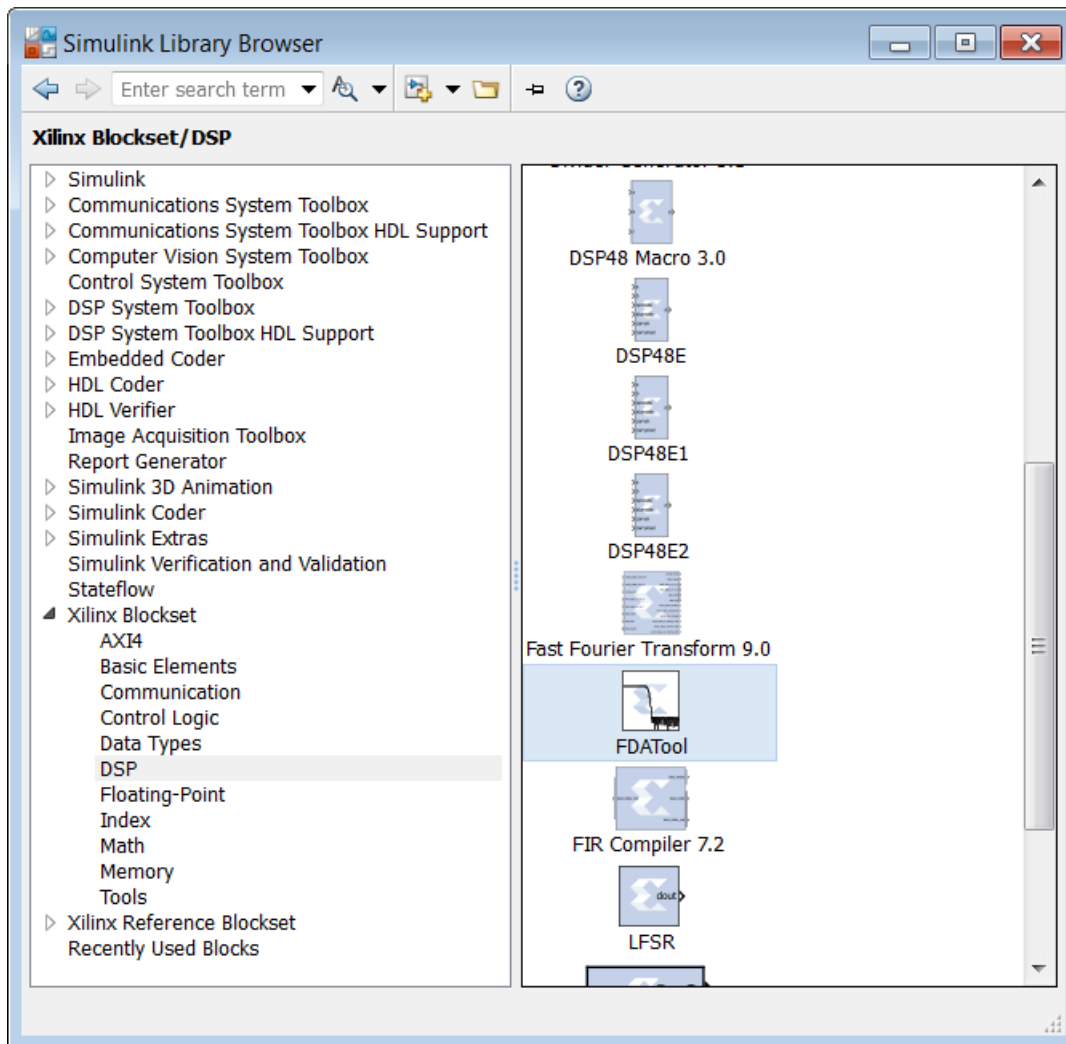 Simulink Library Browser
Enter search term
Xilinx Blockset/DSP
Simulink
Communications System Toolbox
Communications System Toolbox HDL Support
Computer Vision System Toolbox
Control System Toolbox
DSP System Toolbox
DSP System Toolbox HDL Support
Embedded Coder
HDL Coder
HDL Verifier
Image Acquisition Toolbox
Report Generator
Simulink 3D Animation
Simulink Coder
Simulink Extras
Simulink Verification and Validation
Stateflow
Xilinx Blockset
AXI4
Basic Elements
Communication
Control Logic
Data Types
DSP
Floating-Point
Index
Math
Memory
Tools
Xilinx Reference Blockset
Recently Used Blocks
DSP48 Macro 3.0
DSP48E
DSP48E1
DSP48E2
Fast Fourier Transform 9.0
FDATool
FIR Compiler 7.2
dout
LFSR